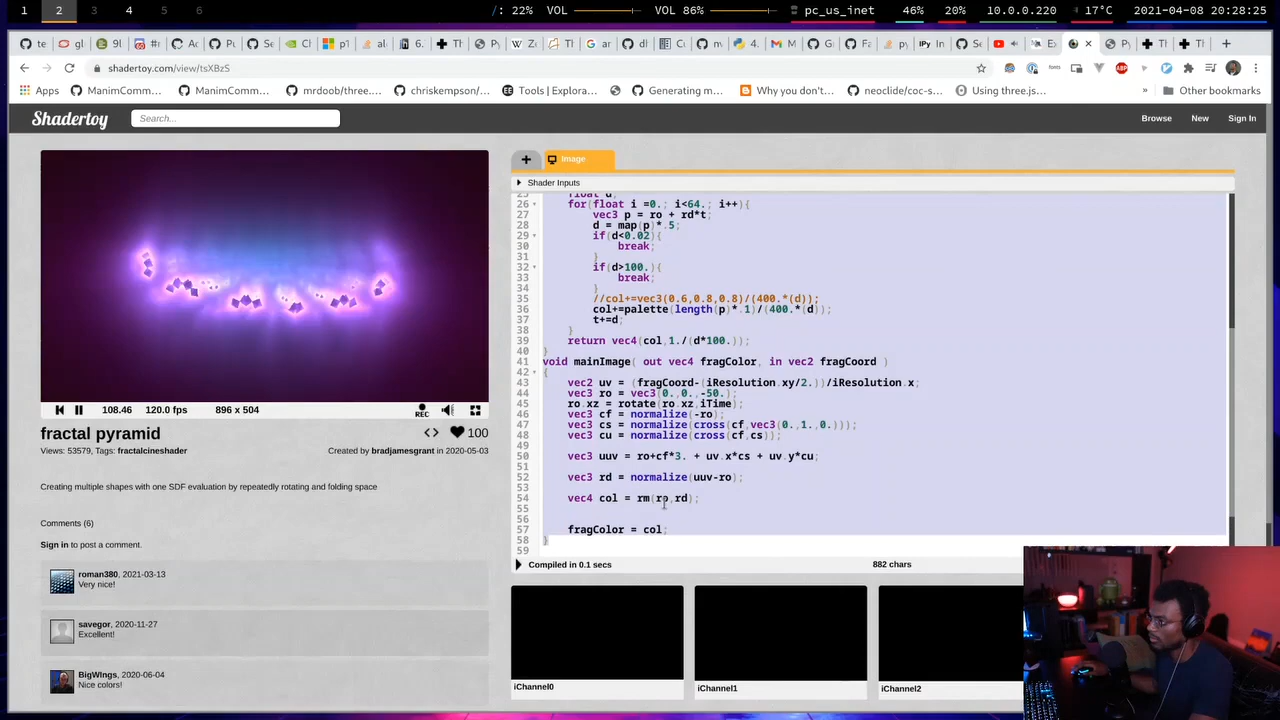 1 2 3 4 5 6 /: 22% VOL VOL 86% pc_us_inet 46% 20% 10.0.0.220 17°C 2021-04-08 20:28:25
shadertoy.com/view/tsXBzS
Apps ManimComm... ManimComm... mrdoob/three.... chriskempson/... Tools | Explora... Generating m... Why you don't... neoclide/coc-s... Using three.js... » Other bookmarks
Shadertoy Search... Browse New Sign In
+ Image
Shader Inputs
25 float d;
26 for(float i =0.; i<64.; i++){
27 vec3 p = ro + rd*t;
28 d = map(p)*.5;
29 if(d<0.02){
30 break;
31 }
32 if(d>100.){
33 break;
34 }
35 //col+=vec3(0.6,0.8,0.8)/(400.*(d));
36 col+=palette(length(p)*.1)/(400.*(d));
37 t+=d;
38 }
39 return vec4(col,1./(d*100.));
40 }
41 void mainImage( out vec4 fragColor, in vec2 fragCoord )
42 {
43 vec2 uv = (fragCoord-(iResolution.xy/2.))/iResolution.x;
44 vec3 ro = vec3(0.,0.,-50.);
45 ro.xz = rotate(ro.xz,iTime);
46 vec3 cf = normalize(-ro);
47 vec3 cs = normalize(cross(cf,vec3(0.,1.,0.)));
48 vec3 cu = normalize(cross(cf,cs));
49
50 vec3 uuv = ro+cf*3. + uv.x*cs + uv.y*cu;
51
52 vec3 rd = normalize(uuv-ro);
53
54 vec4 col = rm(ro,rd);
55
56
57 fragColor = col;
58 }
59
108.46 120.0 fps 896 x 504 REC
fractal pyramid 100
Views: 53579, Tags: fractalcineshader Created by bradjamesgrant in 2020-05-03
Creating multiple shapes with one SDF evaluation by repeatedly rotating and folding space
Comments (6)
Sign in to post a comment.
roman380, 2021-03-13
Very nice!
savegor, 2020-11-27
Excellent!
BigWIngs, 2020-06-04
Nice colors!
Compiled in 0.1 secs 882 chars
iChannel0 iChannel1 iChannel2